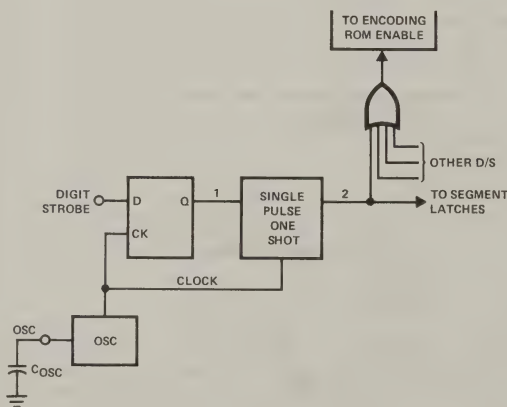 TO ENCODING
ROM ENABLE
OTHER D/S
DIGIT
STROBE
D
Q
1
CK
SINGLE
PULSE
ONE
SHOT
2
TO SEGMENT
LATCHES
CLOCK
OSC
OSC
COSC